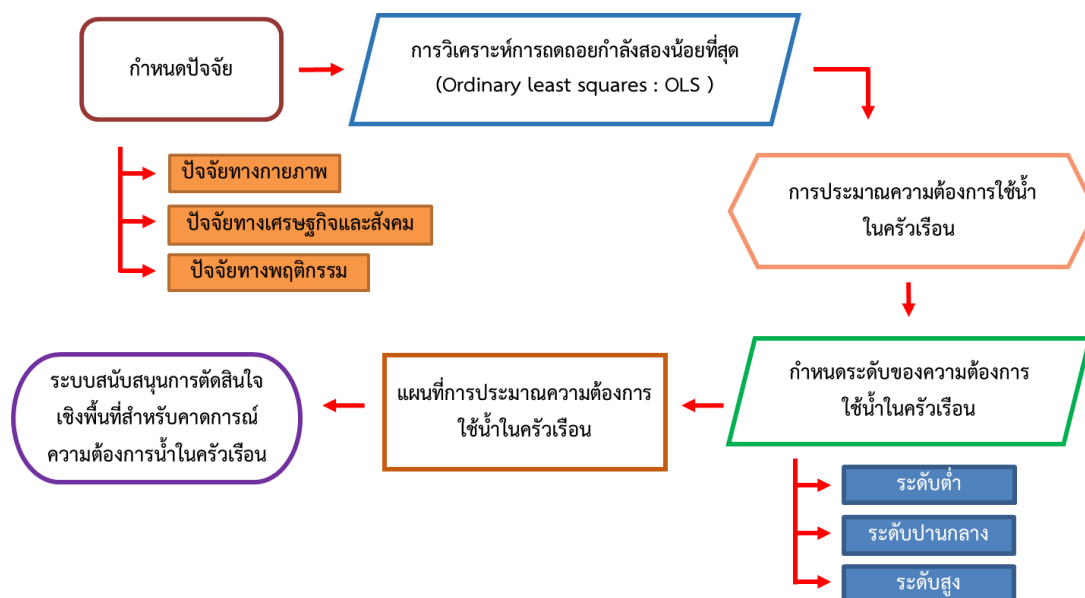 กำหนดปัจจัย
การวิเคราะห์การถดถอยกำลังสองน้อยที่สุด
(Ordinary least squares : OLS )
ปัจจัยทางกายภาพ
ปัจจัยทางเศรษฐกิจและสังคม
ปัจจัยทางพฤติกรรม
การประมาณความต้องการใช้น้ำ
ในครัวเรือน
กำหนดระดับของความต้องการ
ใช้น้ำในครัวเรือน
ระดับต่ำ
ระดับปานกลาง
ระดับสูง
แผนที่การประมาณความต้องการ
ใช้น้ำในครัวเรือน
ระบบสนับสนุนการตัดสินใจ
เชิงพื้นที่สำหรับคาดการณ์
ความต้องการน้ำในครัวเรือน